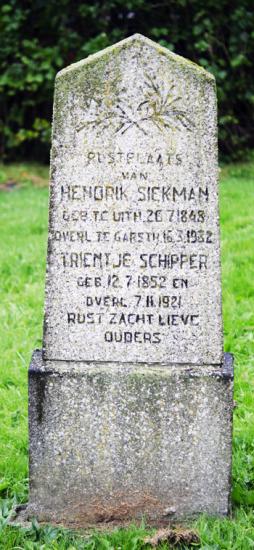 RUSTPLAATS
VAN
HENDRIK SIEKMAN
GEB. TE UITH. 26.7.1848
OVERL. TE GARSTH. 16.3.1932
TRIENTJE SCHIPPER
GEB. 12.7.1852 EN
OVERL. 7.11.1921
RUST ZACHT LIEVE
OUDERS